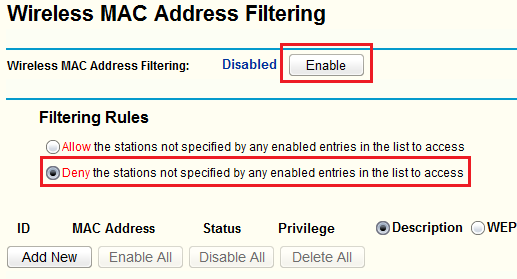 Wireless MAC Address Filtering
Wireless MAC Address Filtering: Disabled Enable
Filtering Rules
Allow the stations not specified by any enabled entries in the list to access
Deny the stations not specified by any enabled entries in the list to access
ID MAC Address Status Privilege Description WEP
Add New Enable All Disable All Delete All